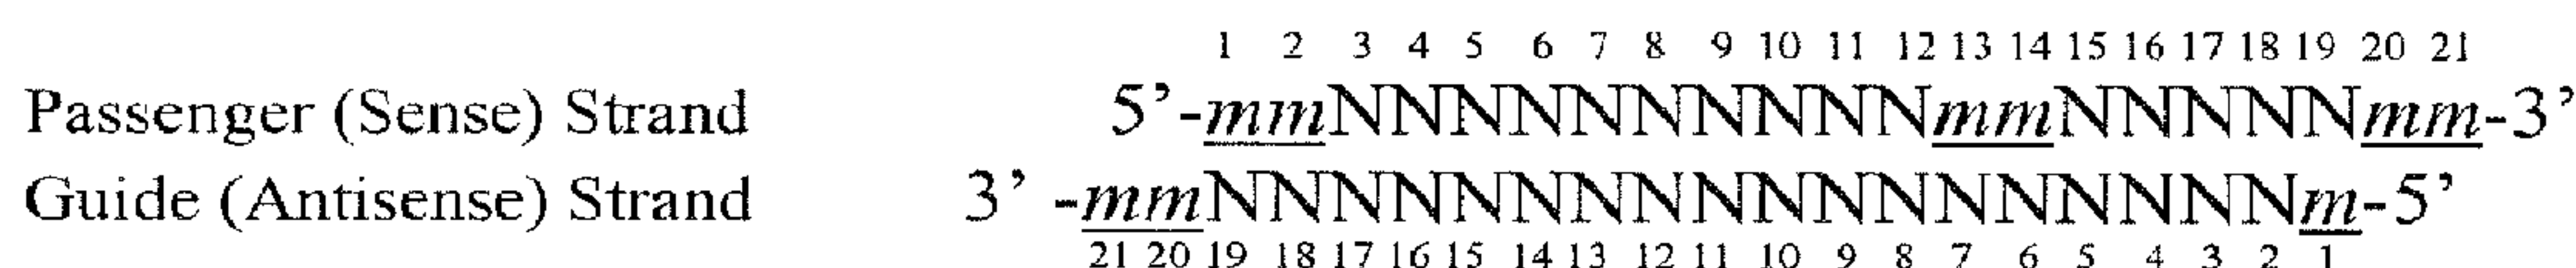 1 2 3 4 5 6 7 8 9 10 11 12 13 14 15 16 17 18 19 20 21
Passenger (Sense) Strand 5’-mmNNNNNNNNNNmmNNNNNmm-3’
Guide (Antisense) Strand 3’ -mmNNNNNNNNNNNNNNNNNNm-5’
21 20 19 18 17 16 15 14 13 12 11 10 9 8 7 6 5 4 3 2 1